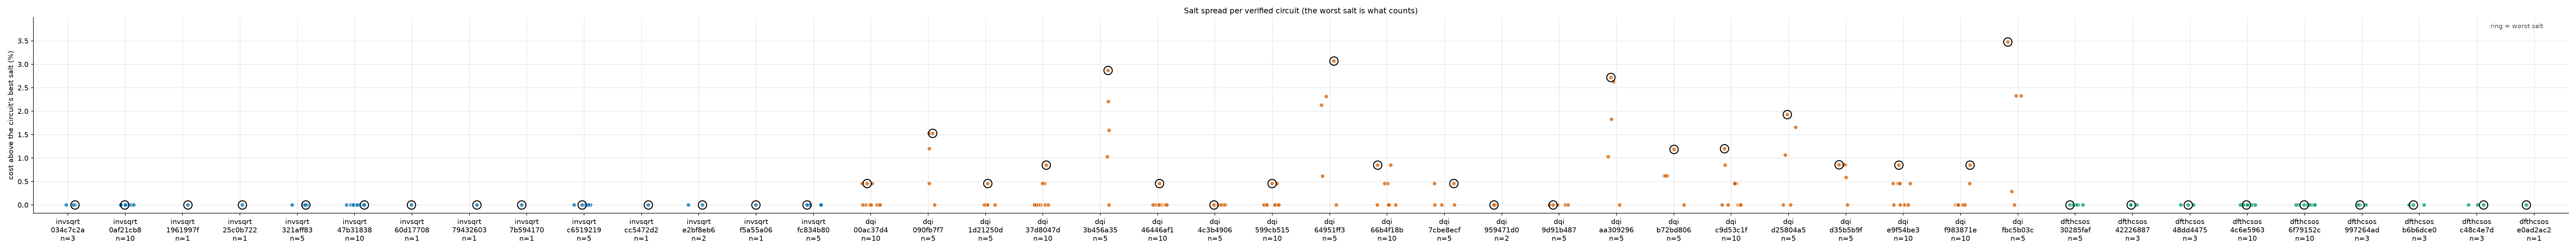 Salt spread per verified circuit (the worst salt is what counts)
ring = worst salt
cost above the circuit's best salt (%)
3.5
3.0
2.5
2.0
1.5
1.0
0.5
0.0
invsqrt
034c7c2a
n=3
invsqrt
0af21cb8
n=10
invsqrt
1961997f
n=1
invsqrt
25c0b722
n=1
invsqrt
321aff83
n=5
invsqrt
47b31838
n=10
invsqrt
60d17708
n=1
invsqrt
79432603
n=1
invsqrt
7b594170
n=1
invsqrt
c6519219
n=5
invsqrt
cc5472d2
n=1
invsqrt
e2bf8eb6
n=2
invsqrt
f5a55a06
n=1
invsqrt
fc834b80
n=5
dqi
00ac37d4
n=10
dqi
090fb7f7
n=5
dqi
1d21250d
n=5
dqi
37d8047d
n=10
dqi
3b456a35
n=5
dqi
46446af1
n=10
dqi
4c3b4906
n=5
dqi
599cb515
n=10
dqi
64951ff3
n=5
dqi
66b4f18b
n=10
dqi
7cbe8ecf
n=5
dqi
959471d0
n=2
dqi
9d91b487
n=5
dqi
aa309296
n=5
dqi
b72bd806
n=5
dqi
c9d53c1f
n=10
dqi
d25804a5
n=5
dqi
d35b5b9f
n=5
dqi
e9f54be3
n=10
dqi
f983871e
n=10
dqi
fbc5b03c
n=5
dfthcsos
30285faf
n=5
dfthcsos
42226887
n=3
dfthcsos
48dd4475
n=3
dfthcsos
4c6e5963
n=10
dfthcsos
6f79152c
n=10
dfthcsos
997264ad
n=3
dfthcsos
b6b6dce0
n=3
dfthcsos
c48c4e7d
n=3
dfthcsos
e0ad2ac2
n=1